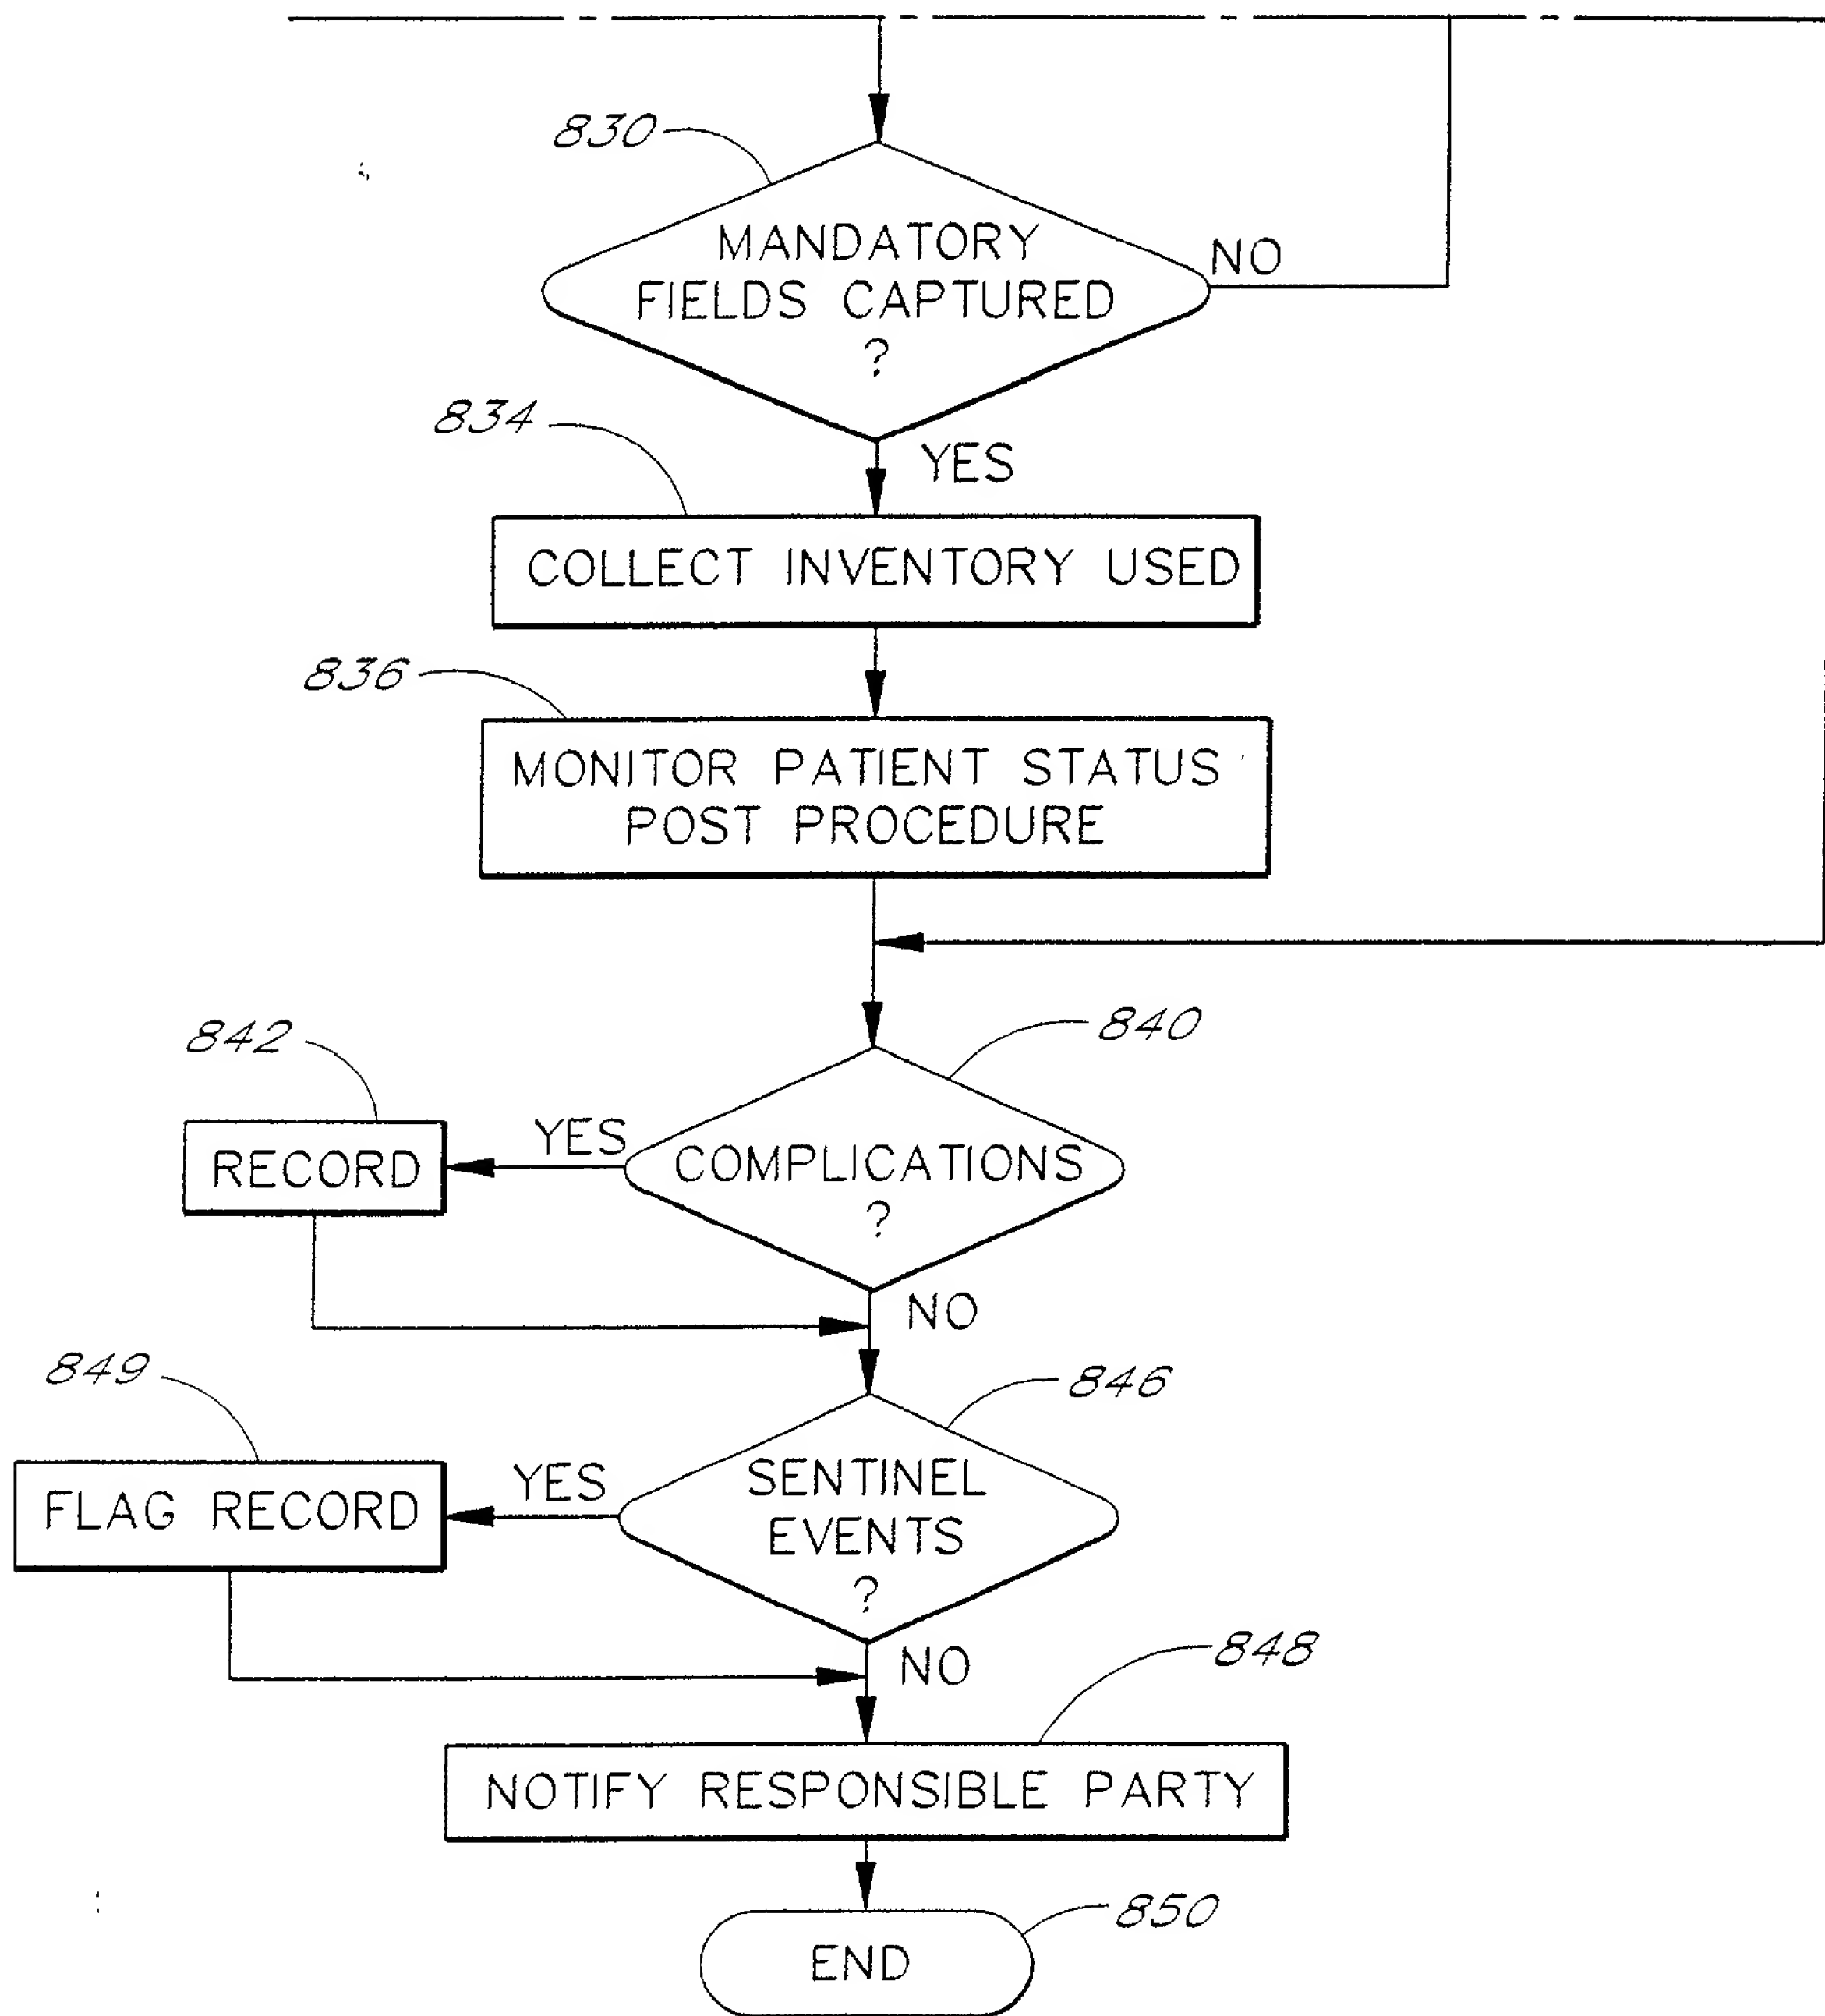 830
MANDATORY
FIELDS CAPTURED
?
NO
834
YES
COLLECT INVENTORY USED
836
MONITOR PATIENT STATUS
POST PROCEDURE
840
842
YES
RECORD
COMPLICATIONS
?
NO
849
846
YES
FLAG RECORD
SENTINEL
EVENTS
?
NO
848
NOTIFY RESPONSIBLE PARTY
850
END